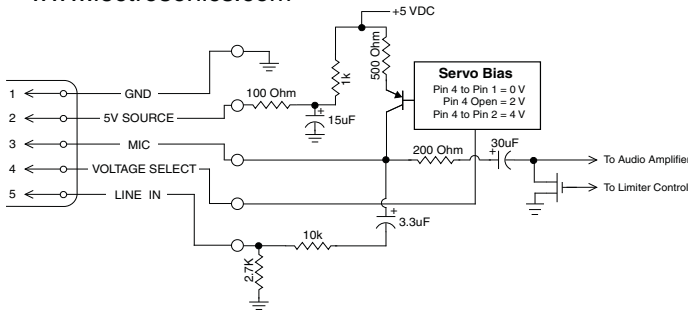 +5 VDC
500 Ohm
1k
Servo Bias
Pin 4 to Pin 1 = 0 V
Pin 4 Open = 2 V
Pin 4 to Pin 2 = 4 V
1 GND
100 Ohm
2 5V SOURCE
+
15uF
3 MIC
200 Ohm
+
30uF
To Audio Amplifier
4 VOLTAGE SELECT
To Limiter Control
5 LINE IN
+
3.3uF
10k
2.7K